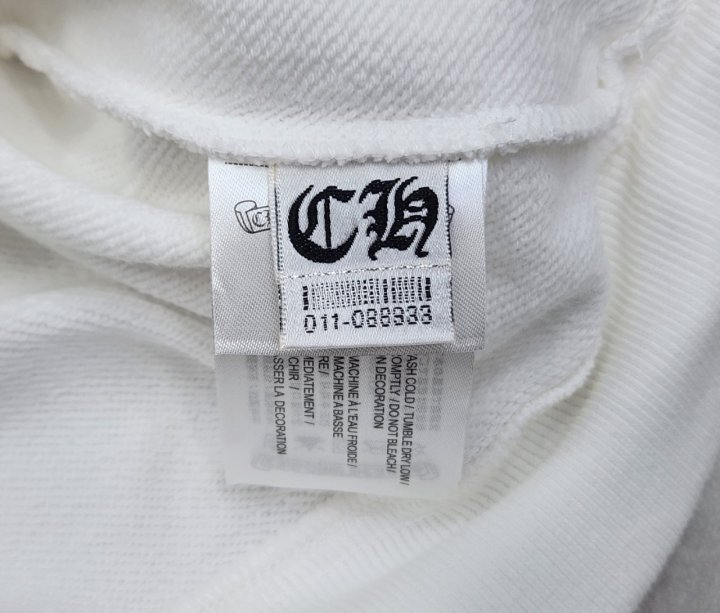 CH
011-088933
ASH COLD / TUMBLE DRY LOW /
OMPTLY / DO NOT BLEACH /
ON DECORATION
MACHINE À L'EAU FROIDE /
MACHINE A BASSE
RE /
MEDIATEMENT /
CHIR /
SSER LA DECORATION